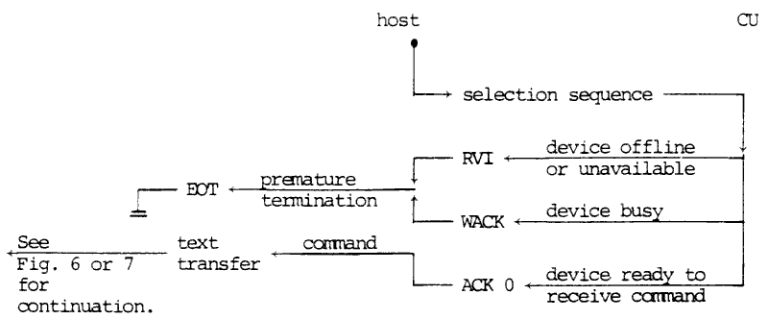 host CU
selection sequence
device offline
RVI
or unavailable
premature
EOT
termination
device busy
WACK
See text command
Fig. 6 or 7 transfer
for
device ready to
ACK 0
continuation.
receive command